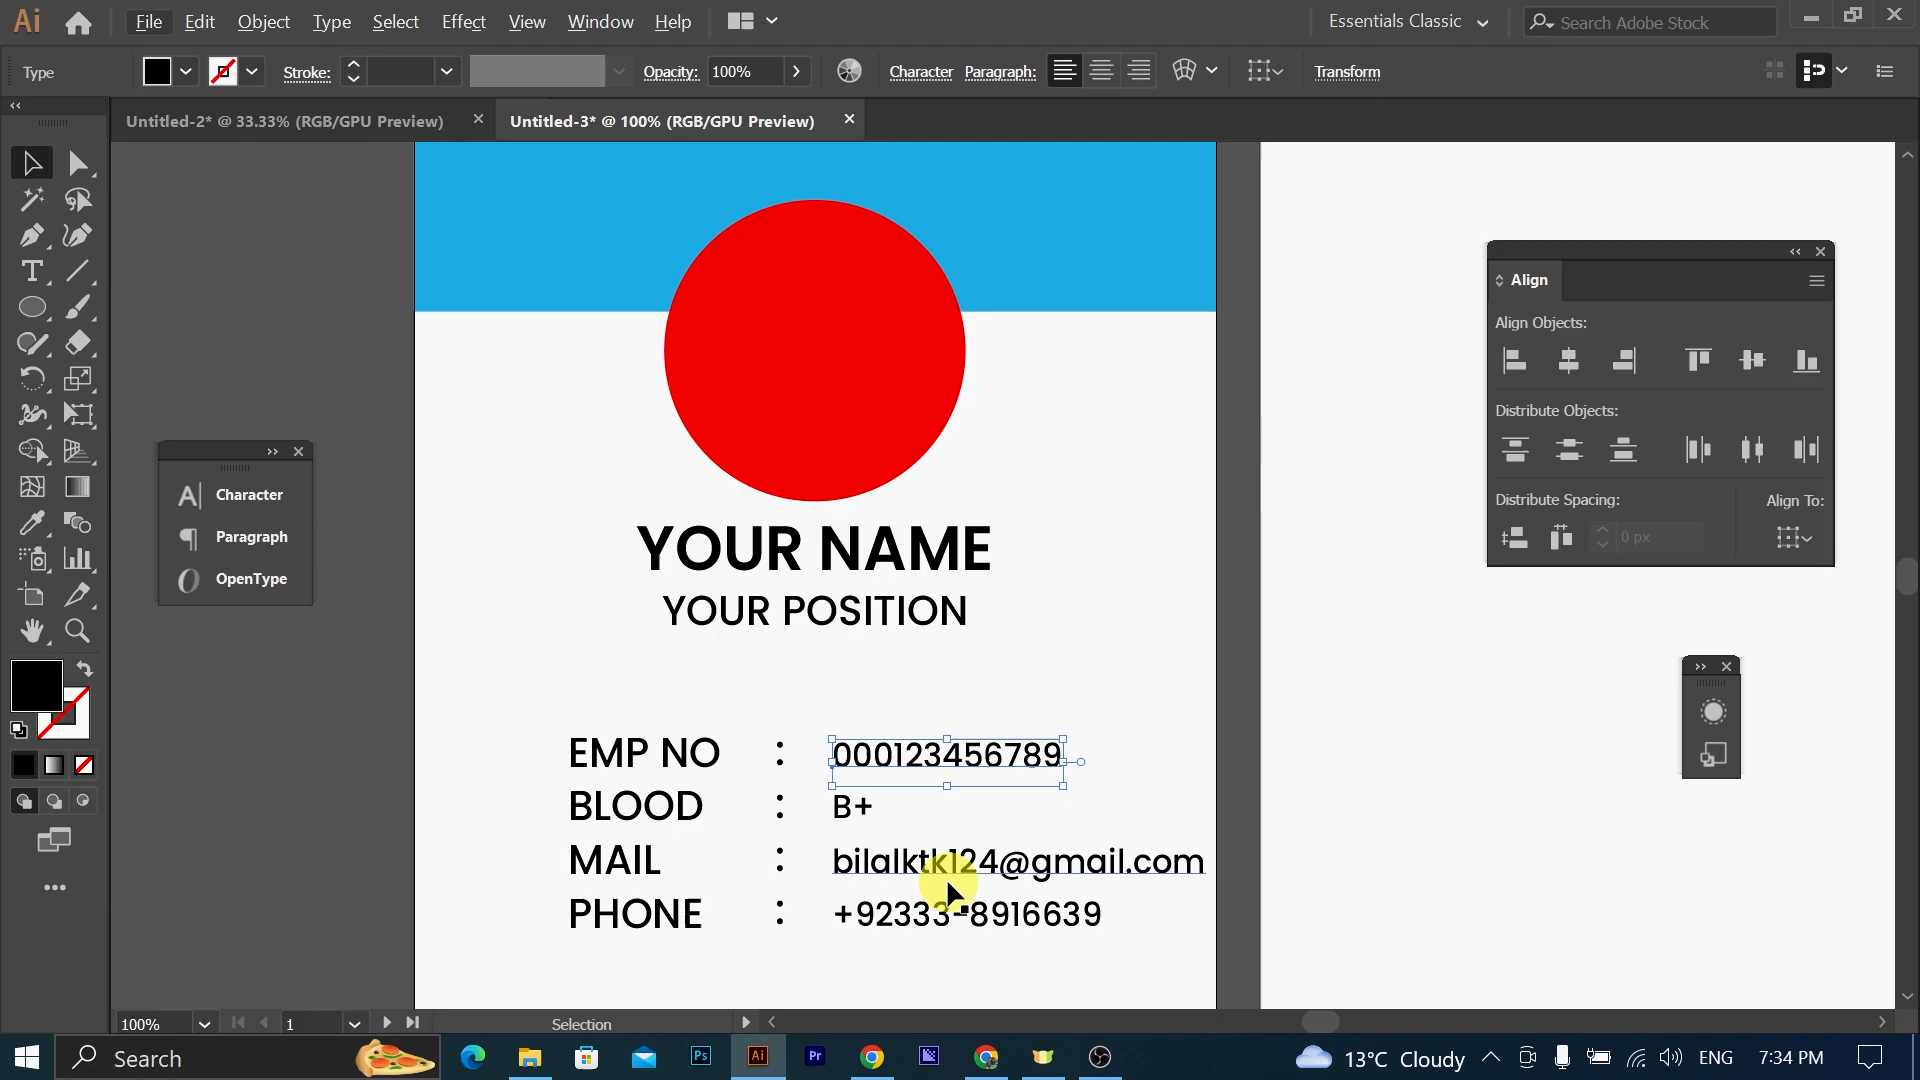 Ai File Edit Object Type Select Effect View Window Help Essentials Classic Search Adobe Stock
Type Stroke: Opacity: 100% Character Paragraph: Transform
Untitled-2* @ 33.33% (RGB/GPU Preview) Untitled-3* @ 100% (RGB/GPU Preview)
Align
Align Objects:
Distribute Objects:
Distribute Spacing: Align To:
0 px
Character
Paragraph
OpenType
YOUR NAME
YOUR POSITION
EMP NO : 000123456789
BLOOD : B+
MAIL : bilalktk124@gmail.com
PHONE : +92333-8916639
100% 1 Selection
Search Ps Ai Pr 13°C Cloudy ENG 7:34 PM